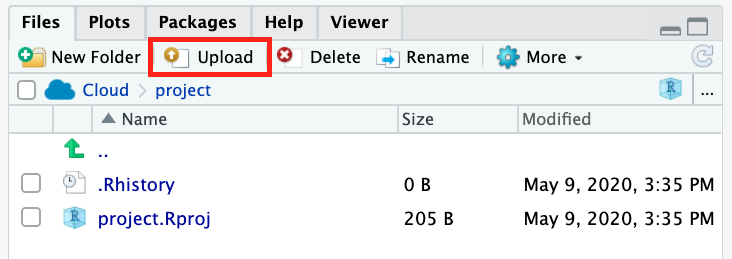 Files Plots Packages Help Viewer
New Folder Upload Delete Rename More
Cloud project R ...
Name Size Modified
..
.Rhistory 0 B May 9, 2020, 3:35 PM
R project.Rproj 205 B May 9, 2020, 3:35 PM